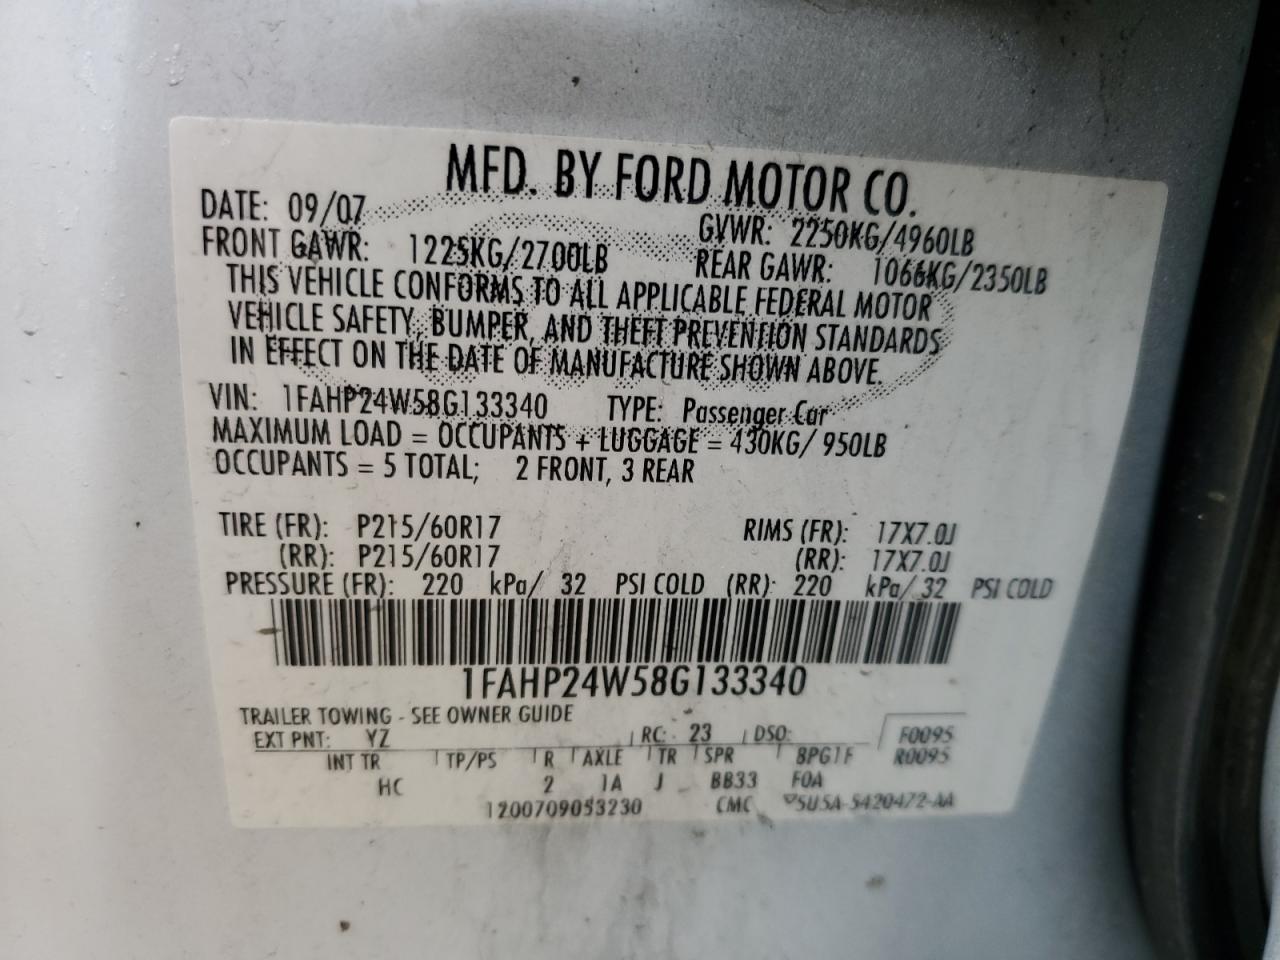 MFD. BY FORD MOTOR CO.
DATE: 09/07 GVWR: 2250KG/4960LB
FRONT GAWR: 1225KG/2700LB REAR GAWR: 1066KG/2350LB
THIS VEHICLE CONFORMS TO ALL APPLICABLE FEDERAL MOTOR
VEHICLE SAFETY, BUMPER, AND THEFT PREVENTION STANDARDS
IN EFFECT ON THE DATE OF MANUFACTURE SHOWN ABOVE.
VIN: 1FAHP24W58G133340 TYPE: Passenger Car
MAXIMUM LOAD = OCCUPANTS + LUGGAGE = 430KG/ 950LB
OCCUPANTS = 5 TOTAL; 2 FRONT, 3 REAR
TIRE (FR): P215/60R17 RIMS (FR): 17X7.0J
(RR): P215/60R17 (RR): 17X7.0J
PRESSURE (FR): 220 kPa/ 32 PSI COLD (RR): 220 kPa/ 32 PSI COLD
1FAHP24W58G133340
TRAILER TOWING - SEE OWNER GUIDE
EXT PNT: YZ RC: 23 DSO: F0095
INT TR TP/PS R AXLE TR SPR BPG1F R0095
HC 2 1A J BB33 F0A
1200709053230 CMC 5U5A-5420472-AA